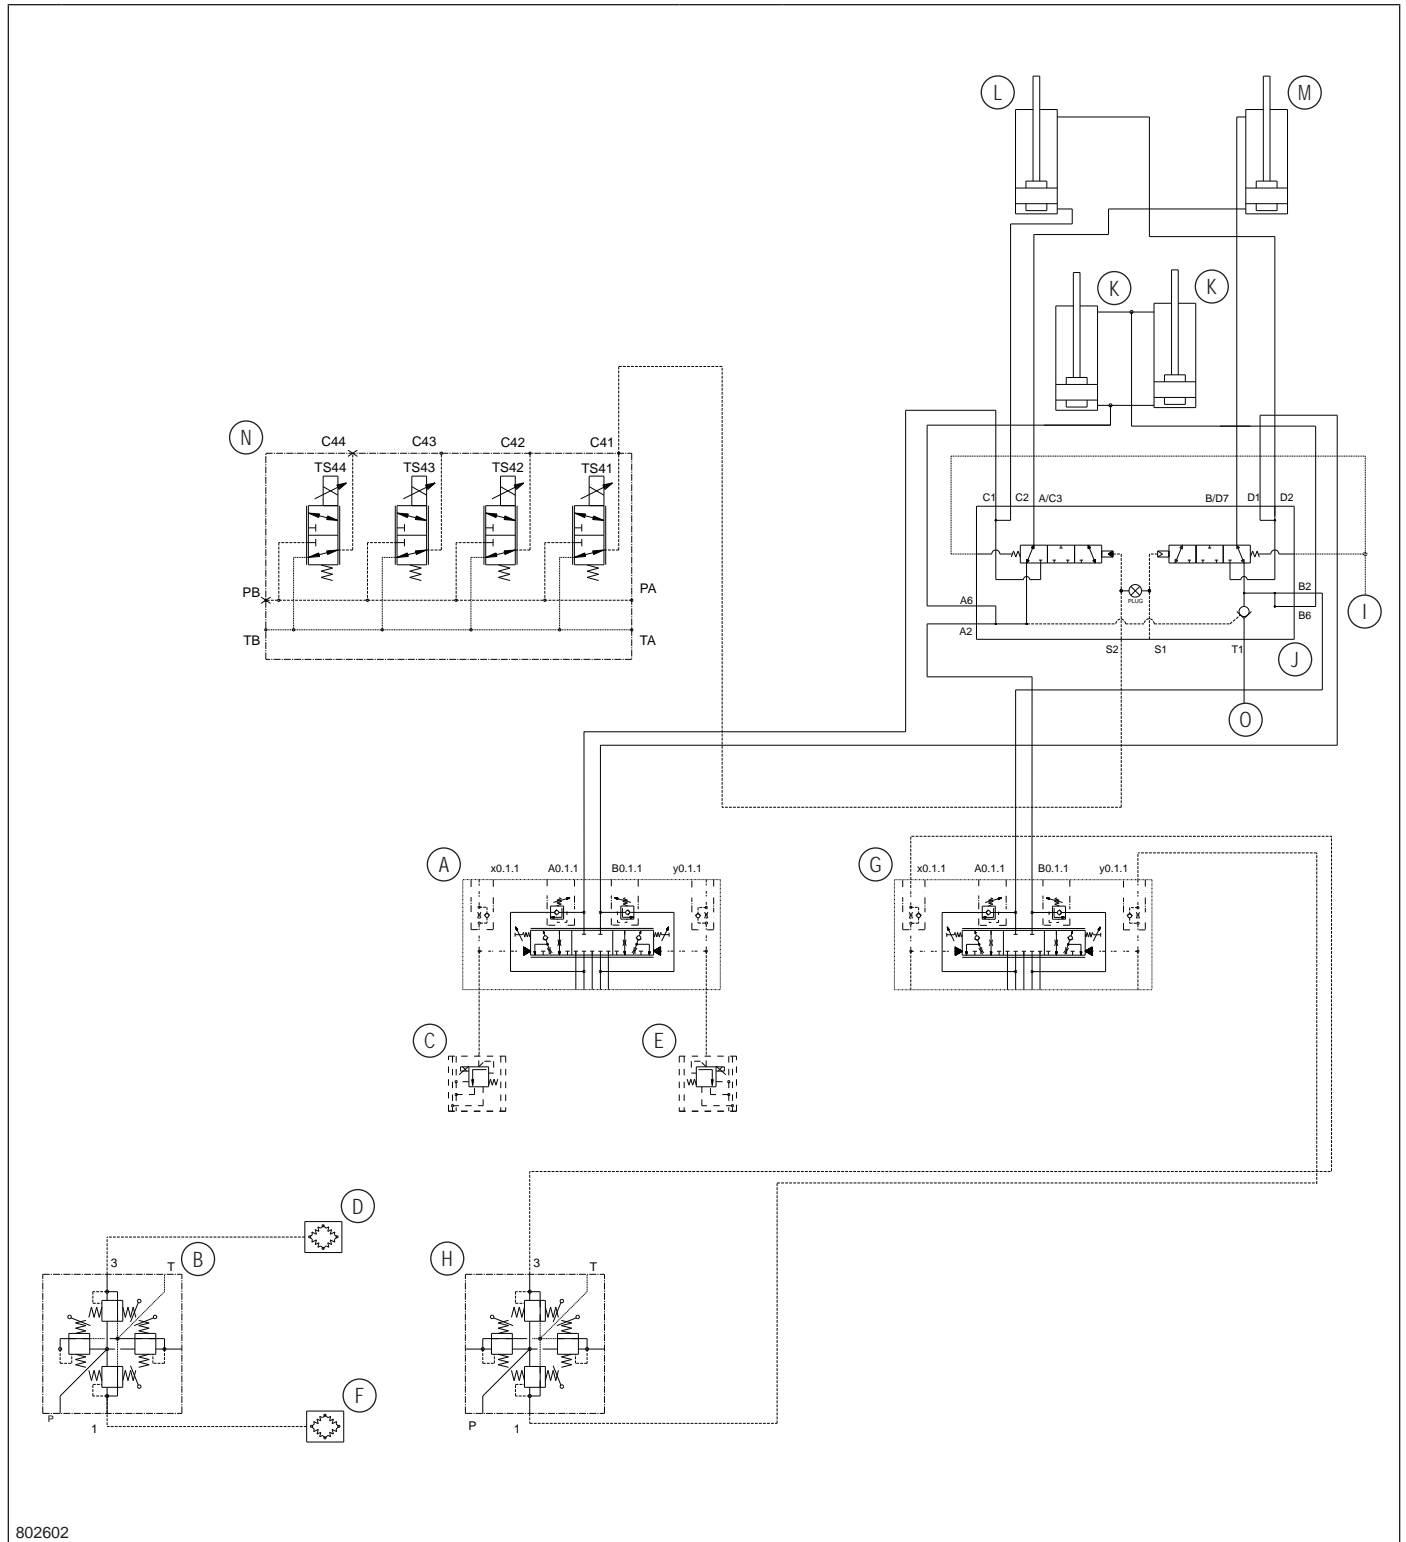 L
M
K
K
N
C44
C43
C42
C41
TS44
TS43
TS42
TS41
C1
C2
A/C3
B/D7
D1
D2
PB
PA
TB
TA
PLUG
A6
A2
B2
B6
I
S2
S1
T1
J
O
A
x0.1.1
A0.1.1
B0.1.1
y0.1.1
G
x0.1.1
A0.1.1
B0.1.1
y0.1.1
C
E
D
B
3
T
H
3
T
F
P
1
P
1
802602